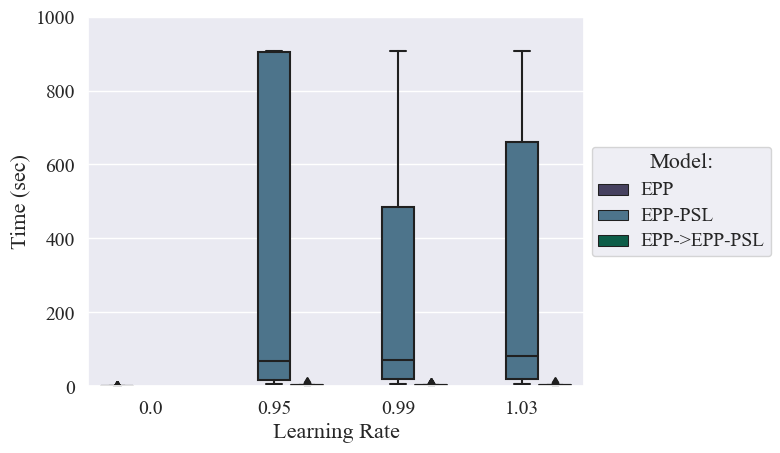 1000
800
600
400
200
0
Time (sec)
0.0 0.95 0.99 1.03
Learning Rate
Model:
EPP
EPP-PSL
EPP->EPP-PSL